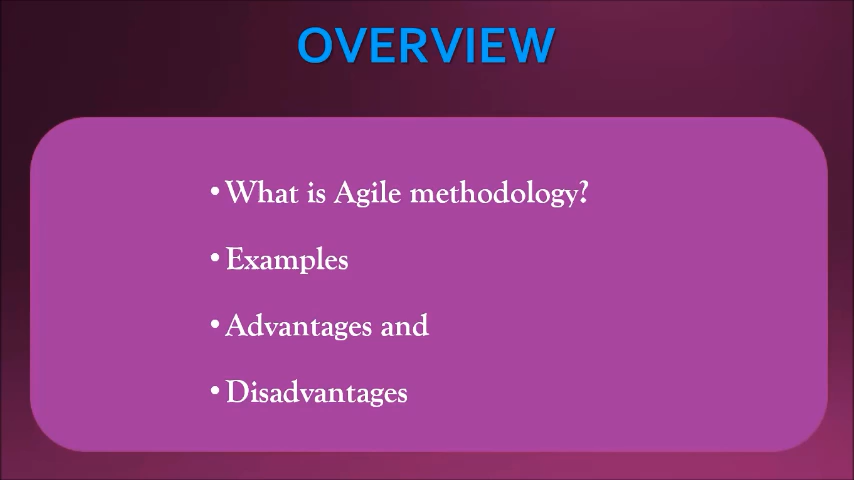 OVERVIEW
• What is Agile methodology?
• Examples
• Advantages and
• Disadvantages